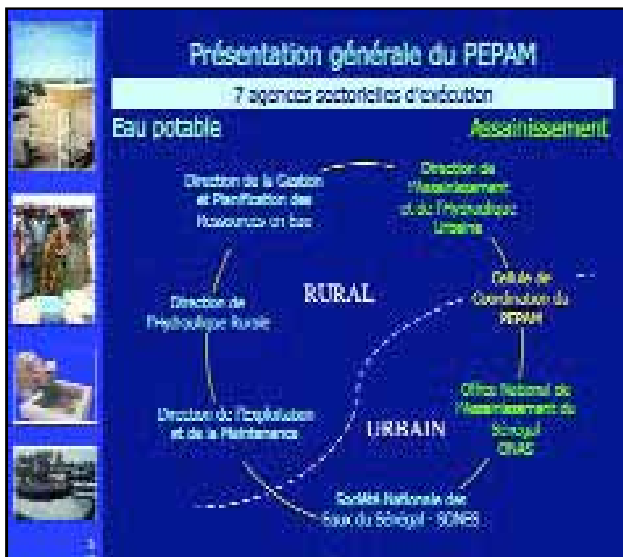 Présentation générale du PEPAM
7 agences sectorielles d'exécution
Eau potable
Assainissement
Direction de la Gestion
et Planification des
Ressources en Eau
Direction de
l'Assainissement
et de l'Hydraulique
Urbaine
RURAL
Cellule de
Coordination du
PEPAM
Direction de
l'Hydraulique Rurale
Office National de
l'Assainissement du
Sénégal
ONAS
Direction de l'Exploitation
et de la Maintenance
URBAIN
Société Nationale des
Eaux du Sénégal - SONES